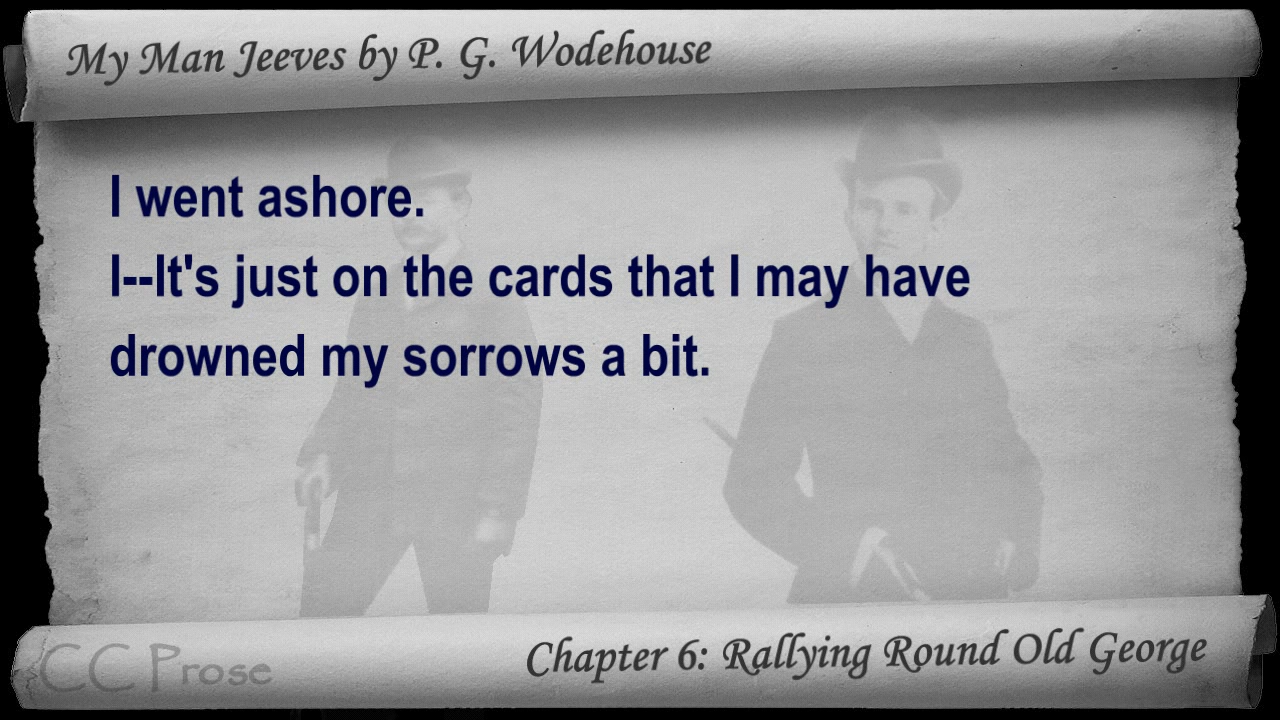 My Man Jeeves by P. G. Wodehouse
I went ashore.
I--It's just on the cards that I may have
drowned my sorrows a bit.
CC Prose
Chapter 6: Rallying Round Old George